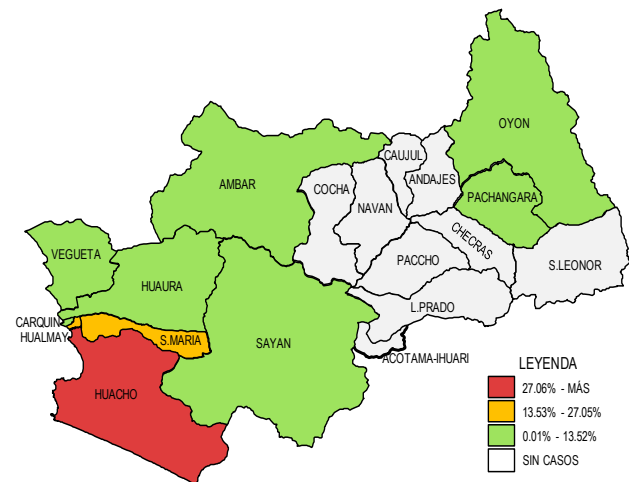 OYON
CAUJUL
AMBAR
COCHA
ANDAJES
PACHANGARA
NAVAN
CHECRAS
VEGUETA
PACCHO
S.LEONOR
HUAURA
L.PRADO
CARQUIN
HUALMAY
S.MARIA
SAYAN
ACOTAMA-IHUARI
HUACHO
LEYENDA
27.06% - MÁS
13.53% - 27.05%
0.01% - 13.52%
SIN CASOS